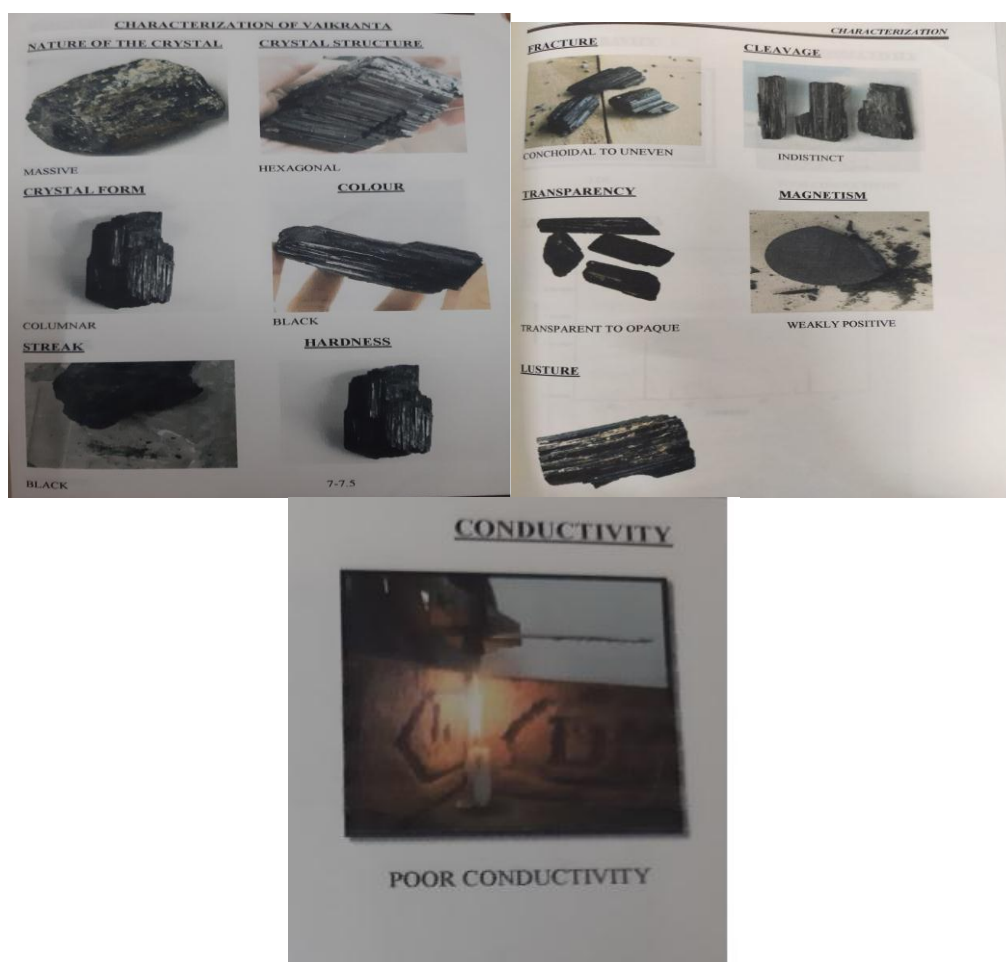 CHARACTERIZATION OF VAIKRANTA
NATURE OF THE CRYSTAL
CRYSTAL STRUCTURE
MASSIVE
HEXAGONAL
CRYSTAL FORM
COLOUR
COLUMNAR
BLACK
STREAK
HARDNESS
BLACK
7-7.5
CHARACTERIZATION
FRACTURE
CLEAVAGE
CONCHOIDAL TO UNEVEN
INDISTINCT
TRANSPARENCY
MAGNETISM
TRANSPARENT TO OPAQUE
WEAKLY POSITIVE
LUSTURE
CONDUCTIVITY
POOR CONDUCTIVITY